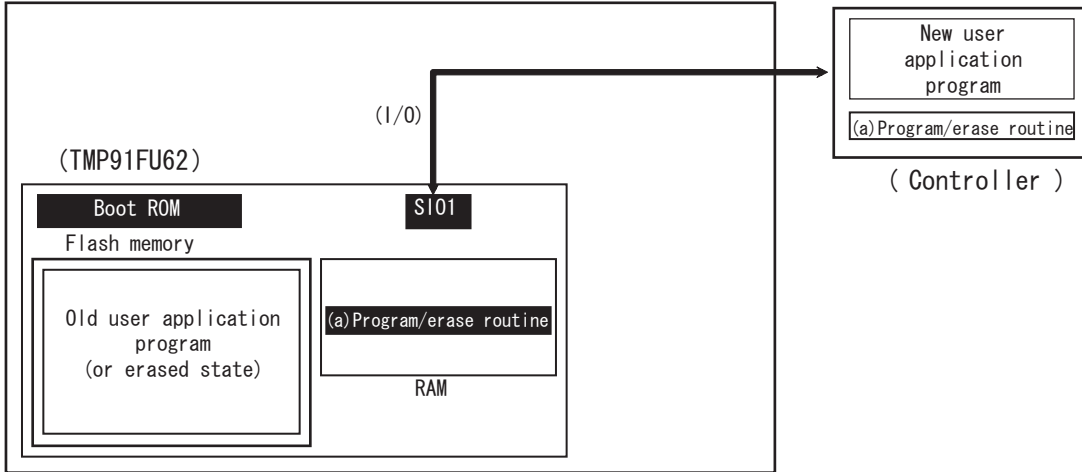 New user
application
program
(I/O)
(a)Program/erase routine
(TMP91FU62)
( Controller )
Boot ROM
SIO1
Flash memory
Old user application
program
(or erased state)
(a)Program/erase routine
RAM